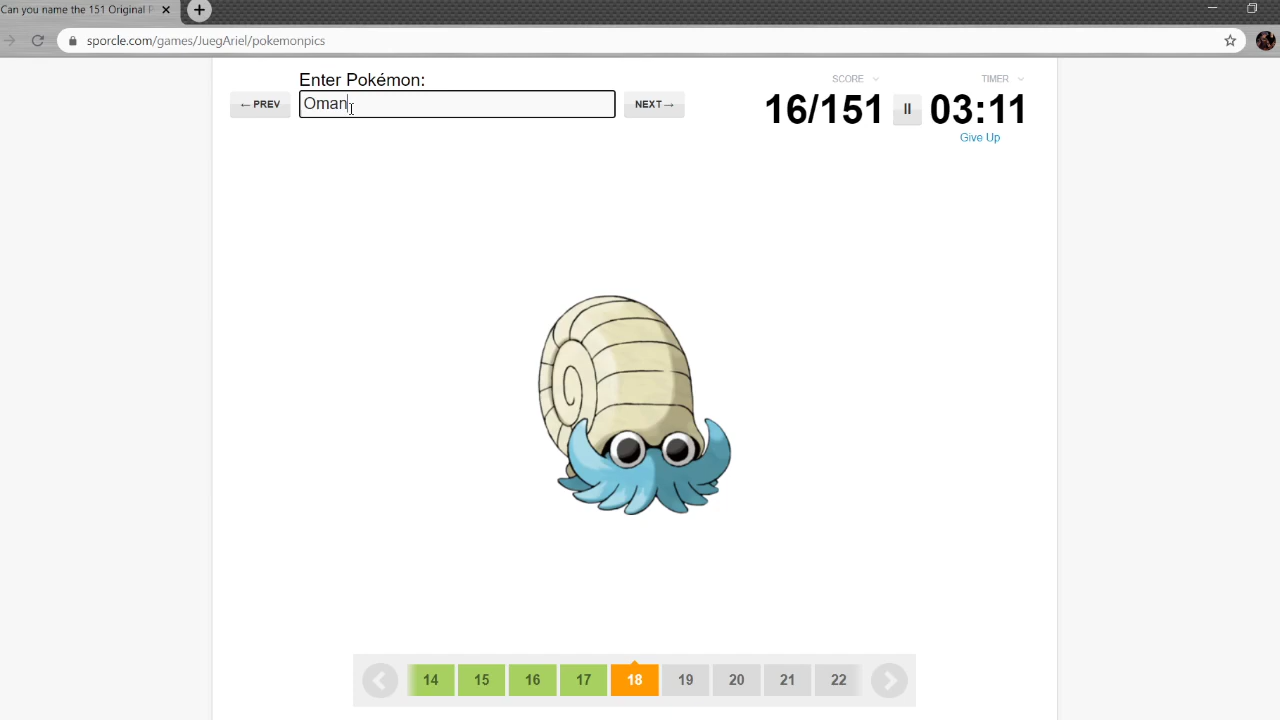 Can you name the 151 Original P
sporcle.com/games/JuegAriel/pokemonpics
Enter Pokémon:
← PREV
Oman
NEXT →
SCORE
16/151
TIMER
03:11
Give Up
14 15 16 17 18 19 20 21 22